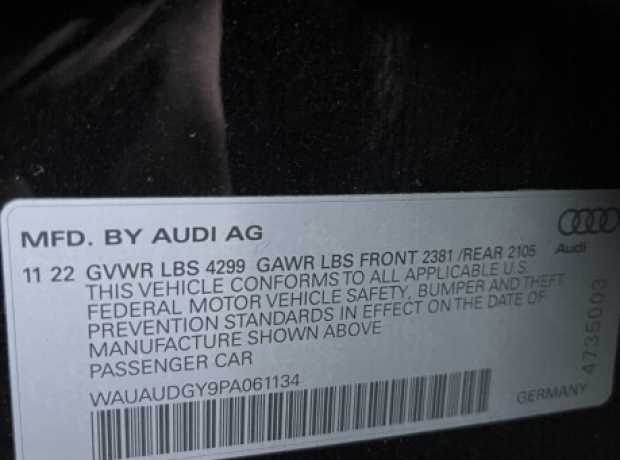 MFD. BY AUDI AG
Audi
11 22 GVWR LBS 4299 GAWR LBS FRONT 2381 /REAR 2105
THIS VEHICLE CONFORMS TO ALL APPLICABLE U.S.
FEDERAL MOTOR VEHICLE SAFETY, BUMPER AND THEFT
PREVENTION STANDARDS IN EFFECT ON THE DATE OF
MANUFACTURE SHOWN ABOVE
PASSENGER CAR
WAUAUDGY9PA061134
GERMANY
4735003